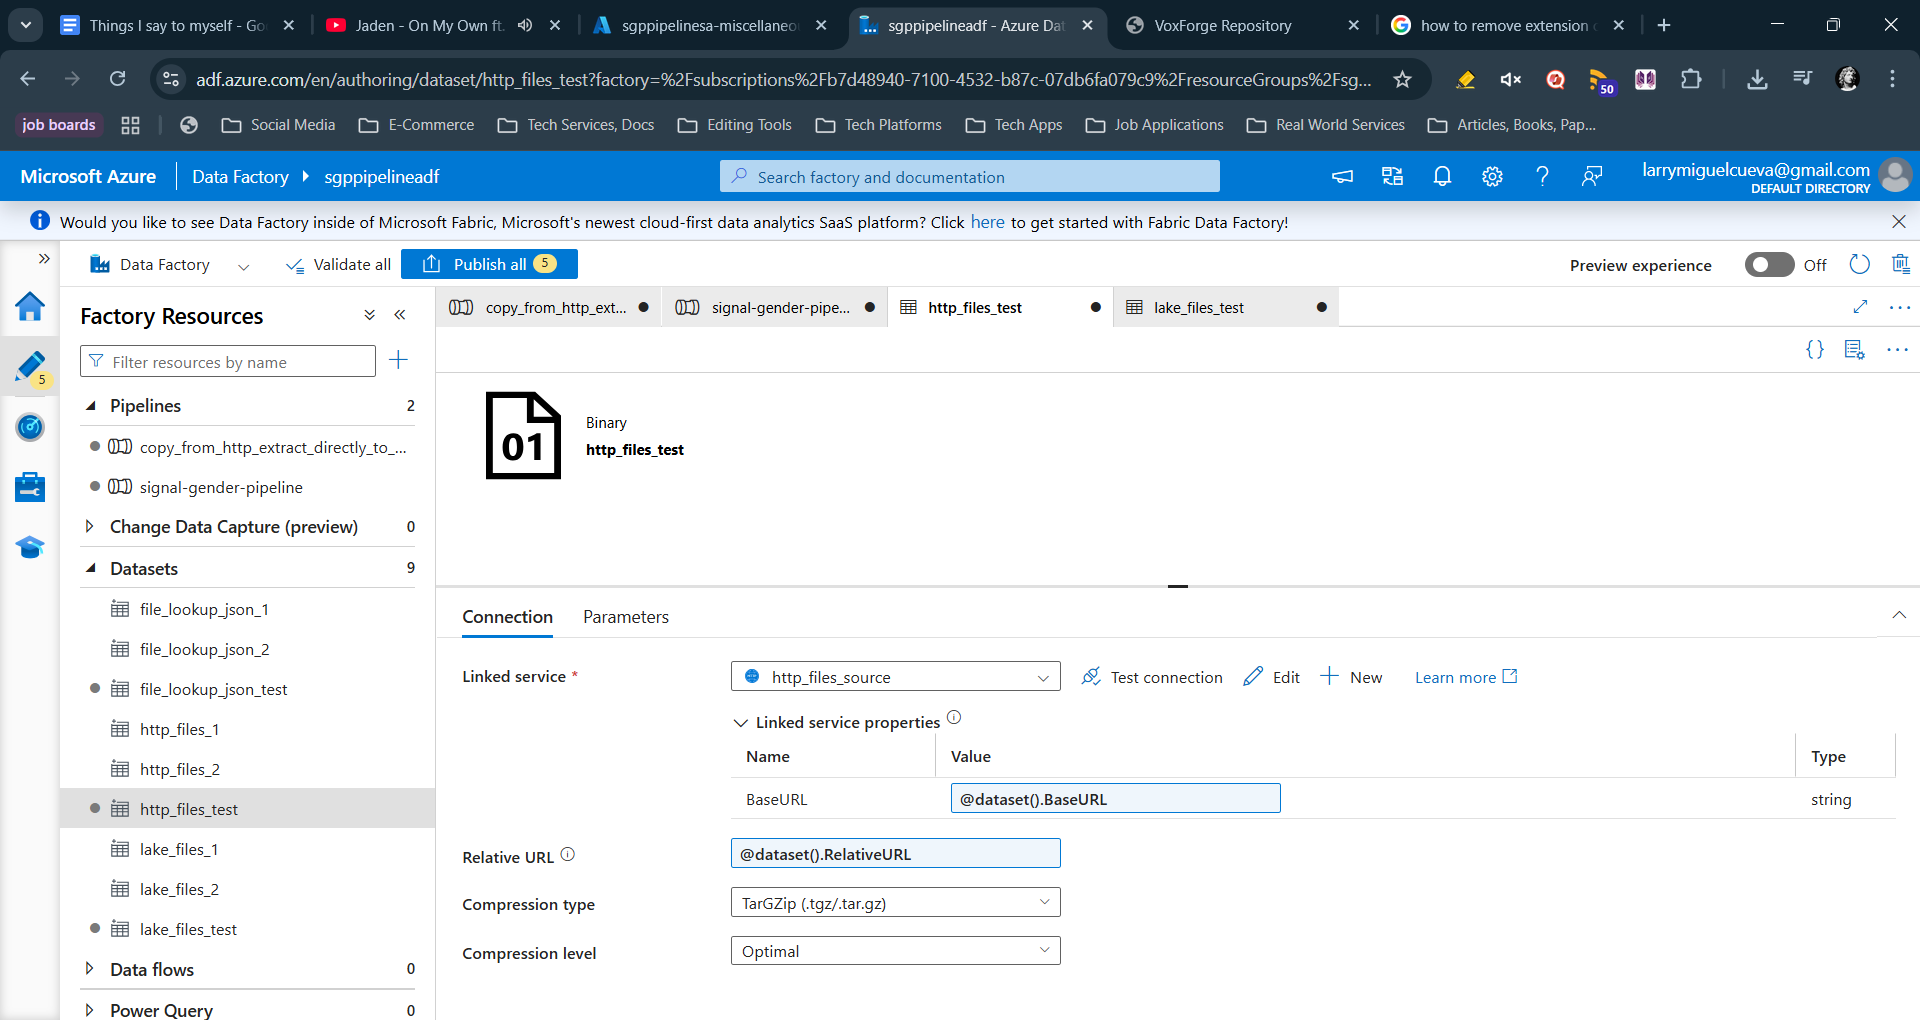 Things I say to myself - Go
Jaden - On My Own ft.
sgppipelinesa-miscellaneo
sgppipelineadf - Azure Dat
VoxForge Repository
how to remove extension
adf.azure.com/en/authoring/dataset/http_files_test?factory=%2Fsubscriptions%2Fb7d48940-7100-4532-b87c-07db6fa079c9%2FresourceGroups%2Fsg...
50
job boards
Social Media
E-Commerce
Tech Services, Docs
Editing Tools
Tech Platforms
Tech Apps
Job Applications
Real World Services
Articles, Books, Pap...
Microsoft Azure
Data Factory
sgppipelineadf
Search factory and documentation
larrymiguelcueva@gmail.com
DEFAULT DIRECTORY
Would you like to see Data Factory inside of Microsoft Fabric, Microsoft's newest cloud-first data analytics SaaS platform? Click here to get started with Fabric Data Factory!
Data Factory
Validate all
Publish all 5
Preview experience
Off
5
Factory Resources
Filter resources by name
Pipelines 2
copy_from_http_extract_directly_to_...
signal-gender-pipeline
Change Data Capture (preview) 0
Datasets 9
file_lookup_json_1
file_lookup_json_2
file_lookup_json_test
http_files_1
http_files_2
http_files_test
lake_files_1
lake_files_2
lake_files_test
Data flows 0
Power Query 0
copy_from_http_ext...
signal-gender-pipe...
http_files_test
lake_files_test
01
Binary
http_files_test
Connection
Parameters
Linked service *
http_files_source
Test connection
Edit
New
Learn more
Linked service properties
Name Value Type
BaseURL @dataset().BaseURL string
Relative URL
@dataset().RelativeURL
Compression type
TarGZip (.tgz/.tar.gz)
Compression level
Optimal